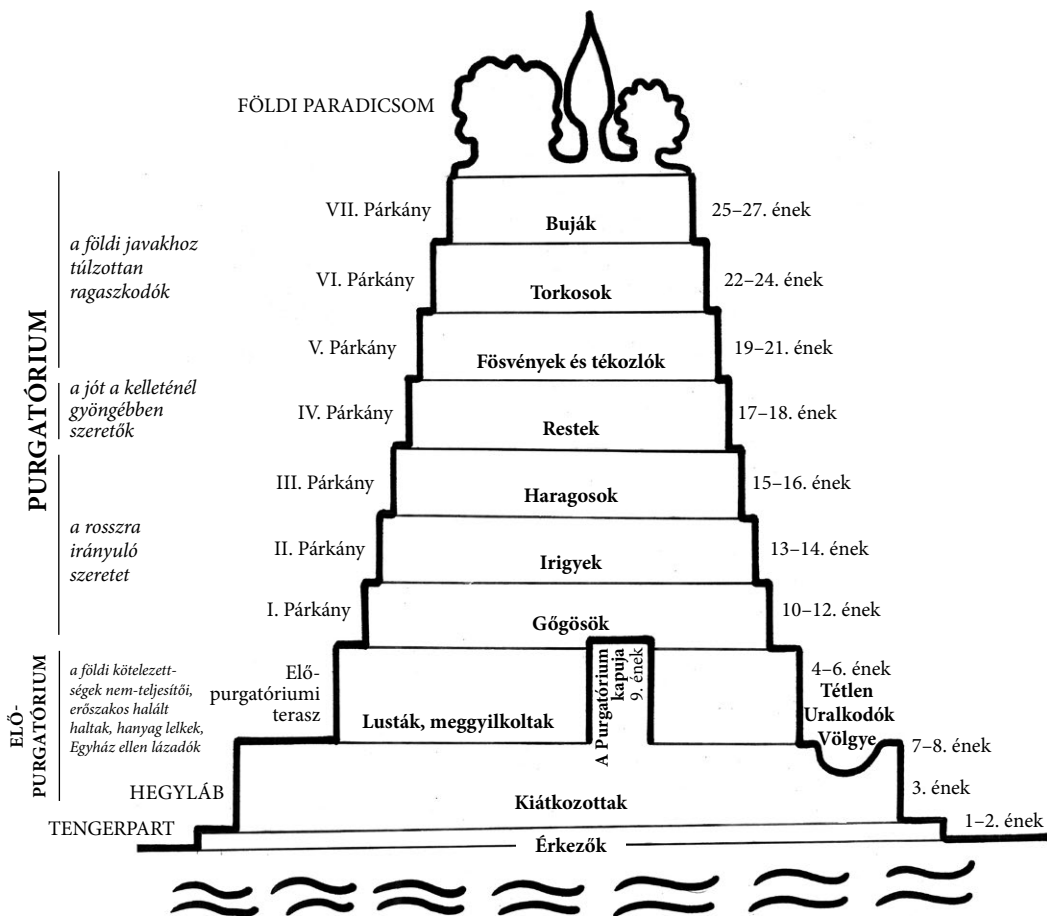 FÖLDI PARADICSOM
VII. Párkány
Buják
25–27. ének
a földi javakhoz
túlzottan
ragaszkodók
VI. Párkány
Torkosok
22–24. ének
V. Párkány
Fösvények és tékozlók
19–21. ének
PURGATÓRIUM
a jót a kelleténél
gyöngébben
szeretők
IV. Párkány
Restek
17–18. ének
III. Párkány
Haragosok
15–16. ének
a rosszra
irányuló
szeretet
II. Párkány
Irigyek
13–14. ének
I. Párkány
Gőgösök
10–12. ének
ELŐ-
PURGATÓRIUM
a földi kötelezett-
ségek nem-teljesítői,
erőszakos halált
haltak, hanyag lelkek,
Egyház ellen lázadók
Elő-
purgatóriumi
terasz
Lusták, meggyilkoltak
A Purgatórium
kapuja
9. ének
4–6. ének
Tétlen
Uralkodók
Völgye
7–8. ének
HEGYLÁB
Kiátkozottak
3. ének
TENGERPART
Érkezők
1–2. ének